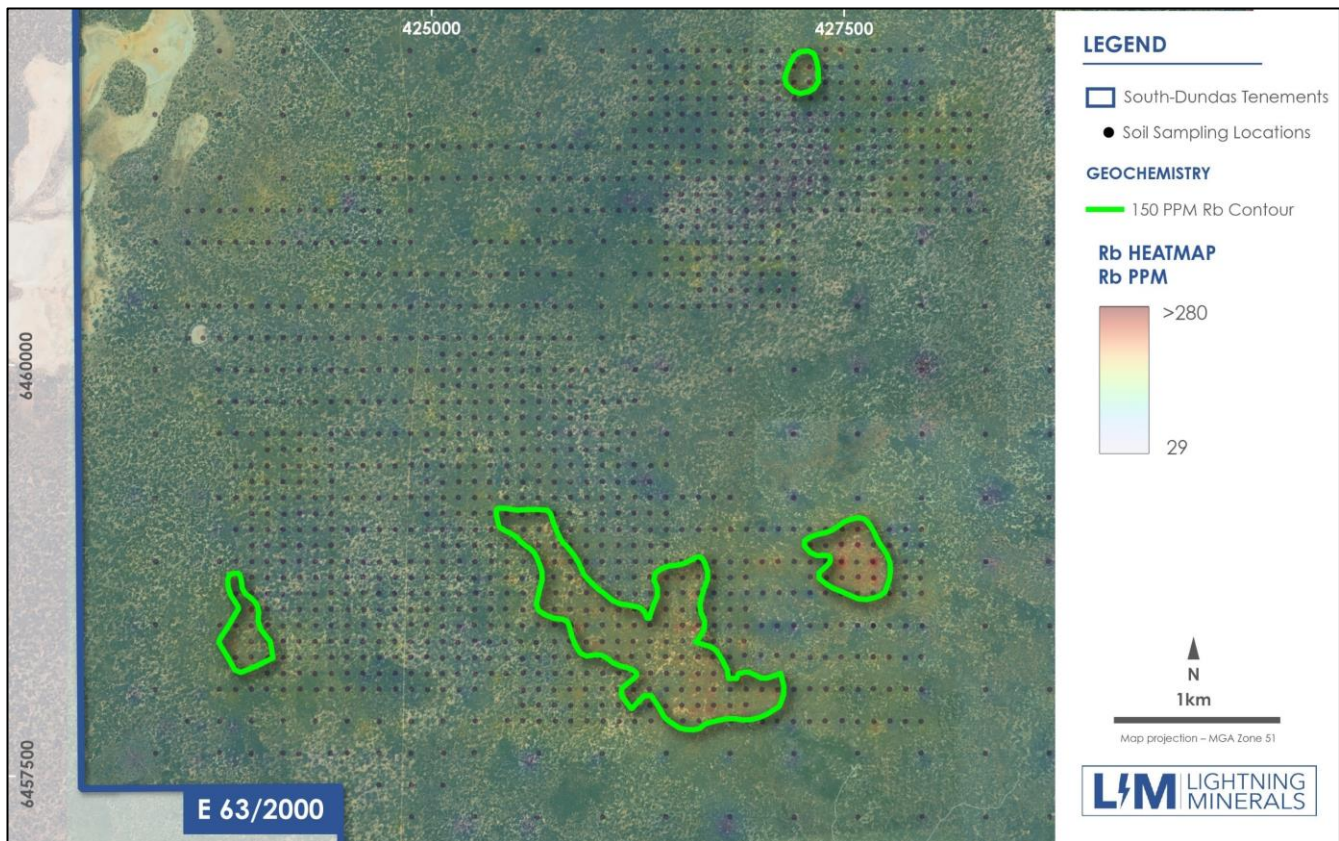 425000
427500
6460000
6457500
E 63/2000
LEGEND
South-Dundas Tenements
Soil Sampling Locations
GEOCHEMISTRY
150 PPM Rb Contour
Rb HEATMAP
Rb PPM
>280
29
N
1km
Map projection – MGA Zone 51
LM LIGHTNING
MINERALS